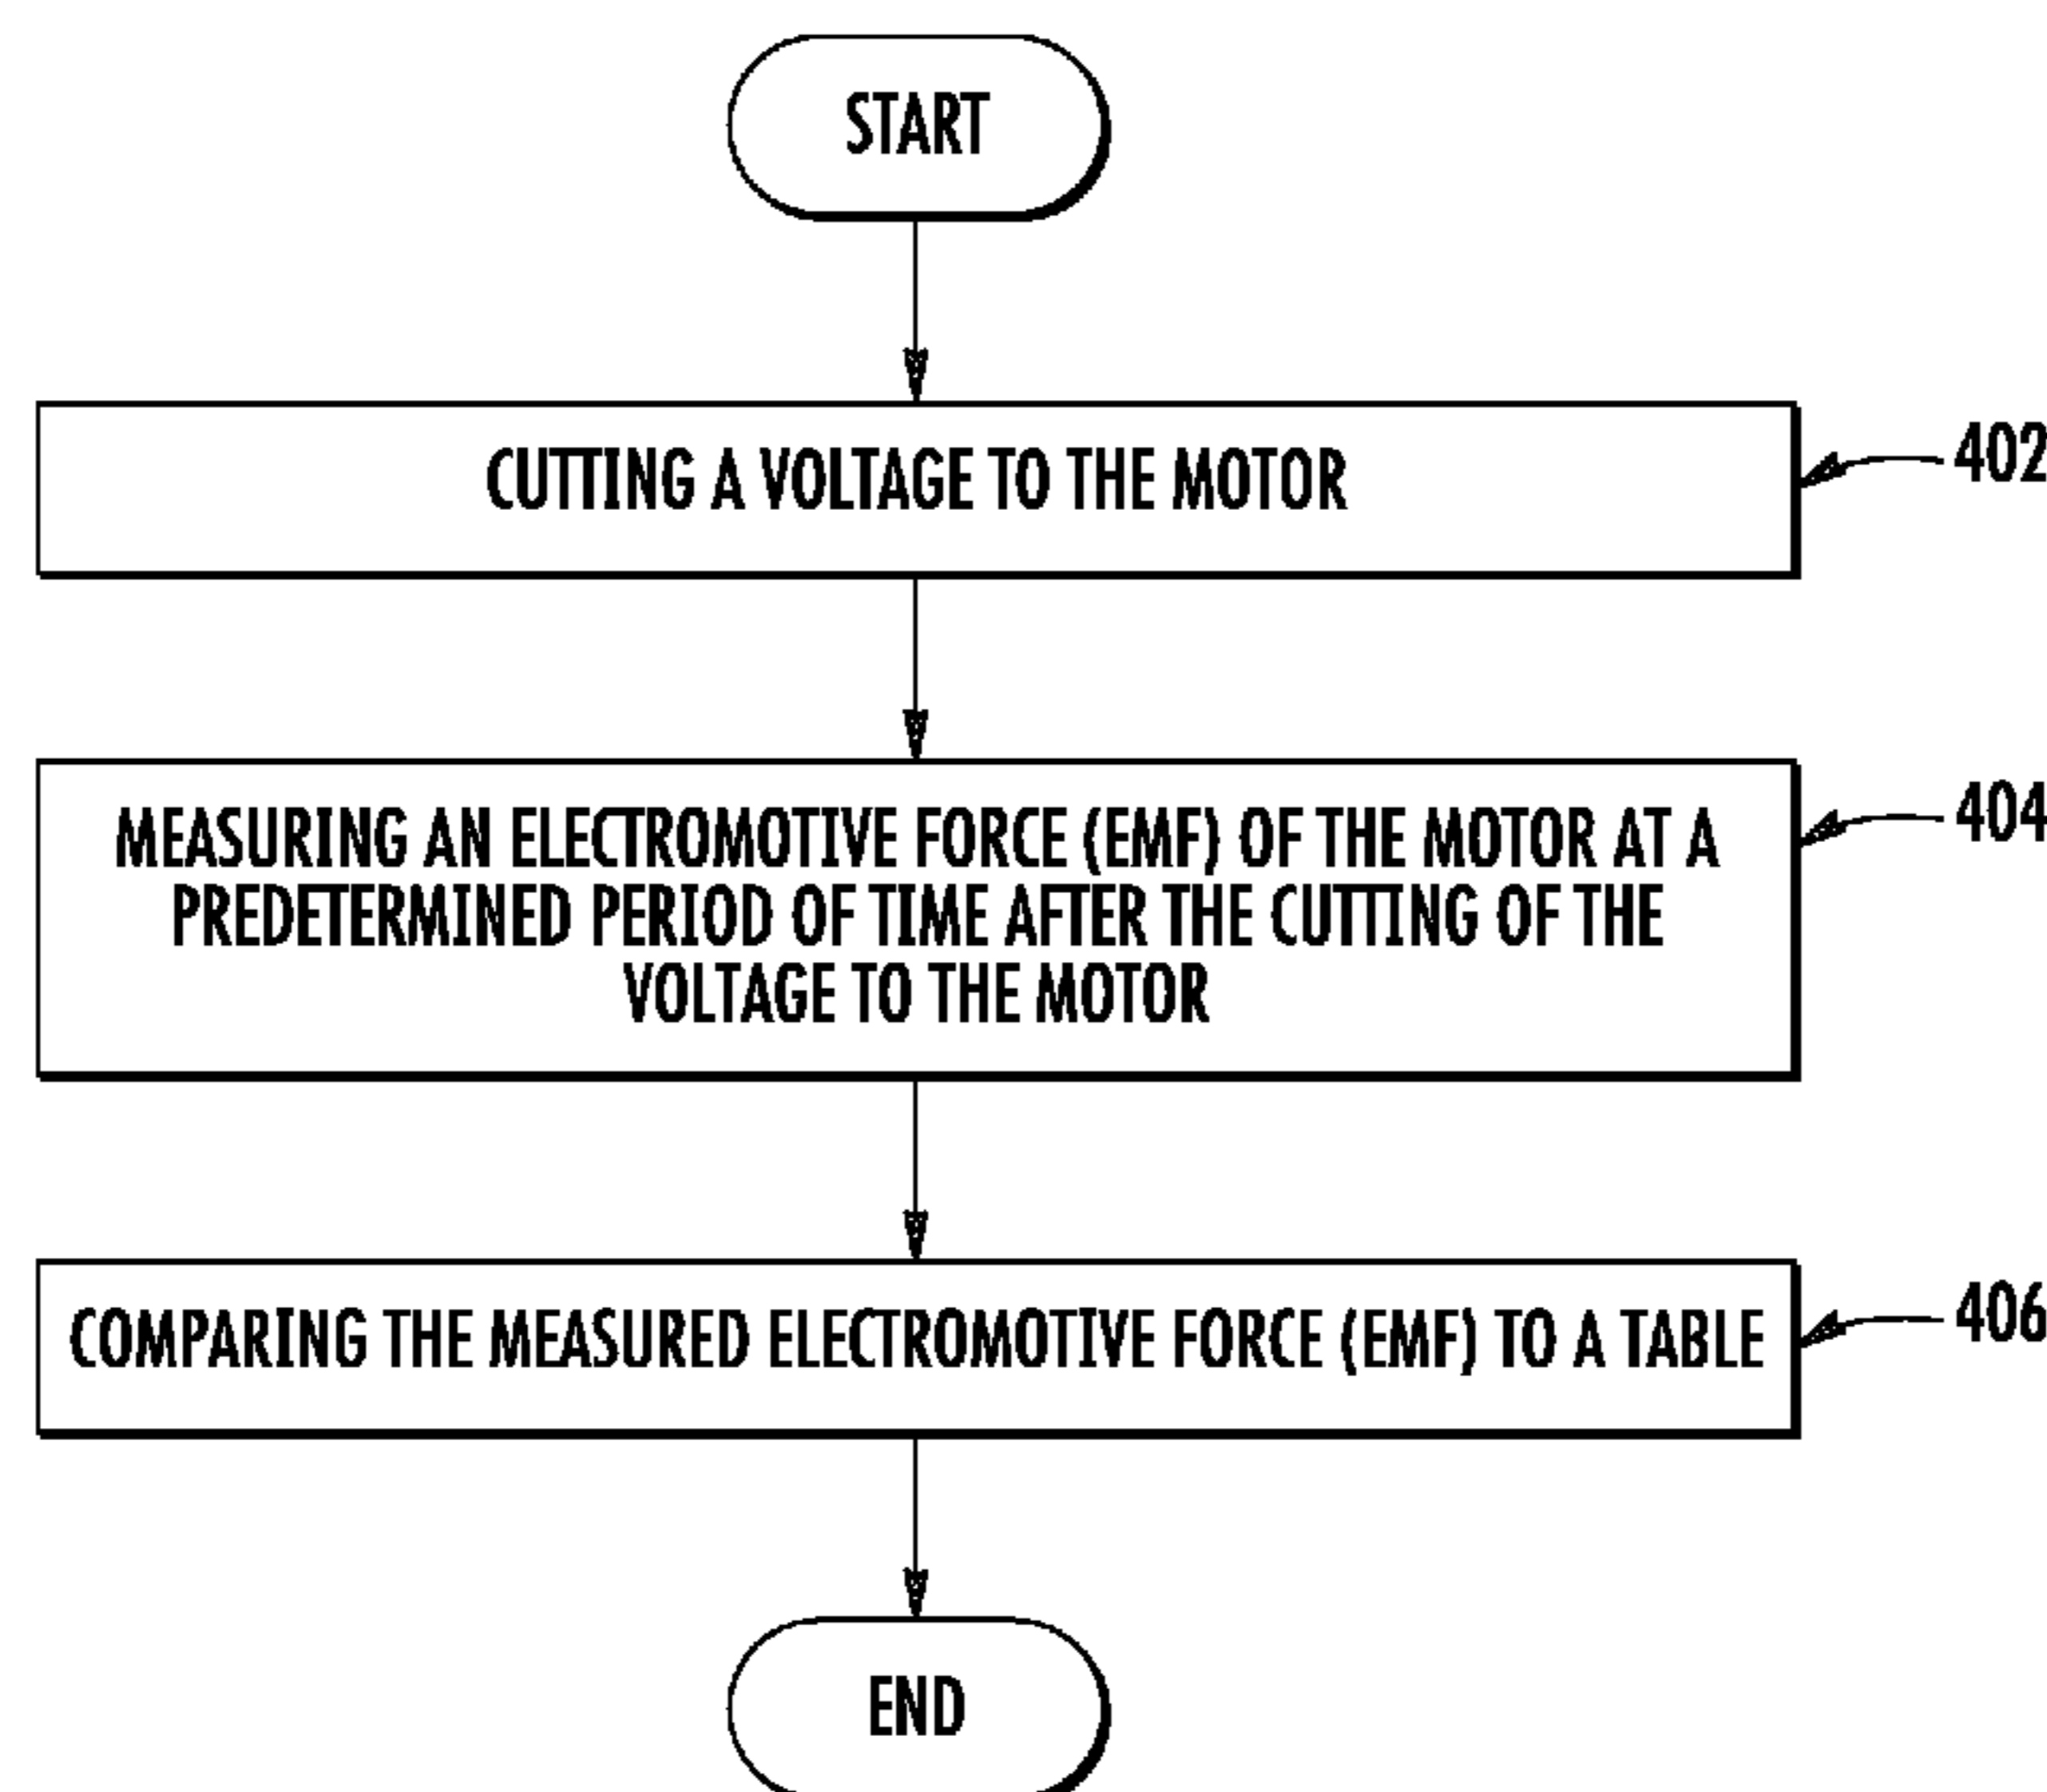 START
CUTTING A VOLTAGE TO THE MOTOR
402
MEASURING AN ELECTROMOTIVE FORCE (EMF) OF THE MOTOR AT A
PREDETERMINED PERIOD OF TIME AFTER THE CUTTING OF THE
VOLTAGE TO THE MOTOR
404
COMPARING THE MEASURED ELECTROMOTIVE FORCE (EMF) TO A TABLE
406
END